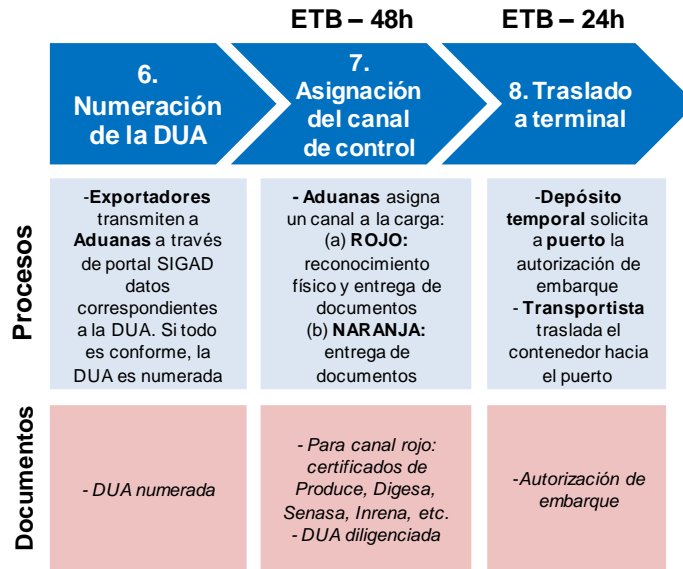 ETB – 48h
ETB – 24h
6.
Numeración
de la DUA
7.
Asignación
del canal
de control
8. Traslado
a terminal
Procesos
-Exportadores
transmiten a
Aduanas a través
de portal SIGAD
datos
correspondientes
a la DUA. Si todo
es conforme, la
DUA es numerada
- Aduanas asigna
un canal a la carga:
(a) ROJO:
reconocimiento
físico y entrega de
documentos
(b) NARANJA:
entrega de
documentos
-Depósito
temporal solicita
a puerto la
autorización de
embarque
- Transportista
traslada el
contenedor hacia
el puerto
Documentos
- DUA numerada
- Para canal rojo:
certificados de
Produce, Digesa,
Senasa, Inrena, etc.
- DUA diligenciada
-Autorización de
embarque